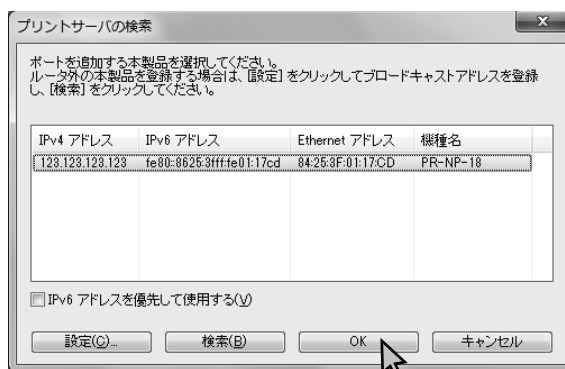 プリントサーバの検索
ポートを追加する本製品を選択してください。
ルータ外の本製品を登録する場合は、[設定] をクリックしてブロードキャストアドレスを登録
し、[検索] をクリックしてください。
IPv4 アドレス IPv6 アドレス Ethernet アドレス 機種名
123.123.123.123 fe80::8625:3fff:fe01:17cd 84:25:3F:01:17:CD PR-NP-18
IPv6 アドレスを優先して使用する(V)
設定(C)... 検索(B) OK キャンセル